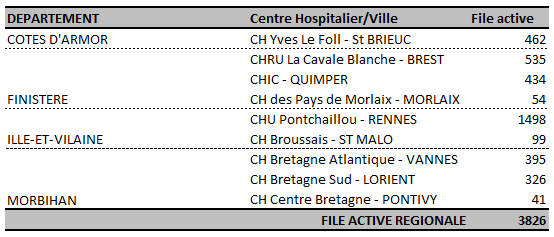 DEPARTEMENT Centre Hospitalier/Ville File active
COTES D'ARMOR CH Yves Le Foll - St BRIEUC 462
CHRU La Cavale Blanche - BREST 535
CHIC - QUIMPER 434
FINISTERE CH des Pays de Morlaix - MORLAIX 54
CHU Pontchaillou - RENNES 1498
ILLE-ET-VILAINE CH Broussais - ST MALO 99
CH Bretagne Atlantique - VANNES 395
CH Bretagne Sud - LORIENT 326
MORBIHAN CH Centre Bretagne - PONTIVY 41
FILE ACTIVE REGIONALE 3826